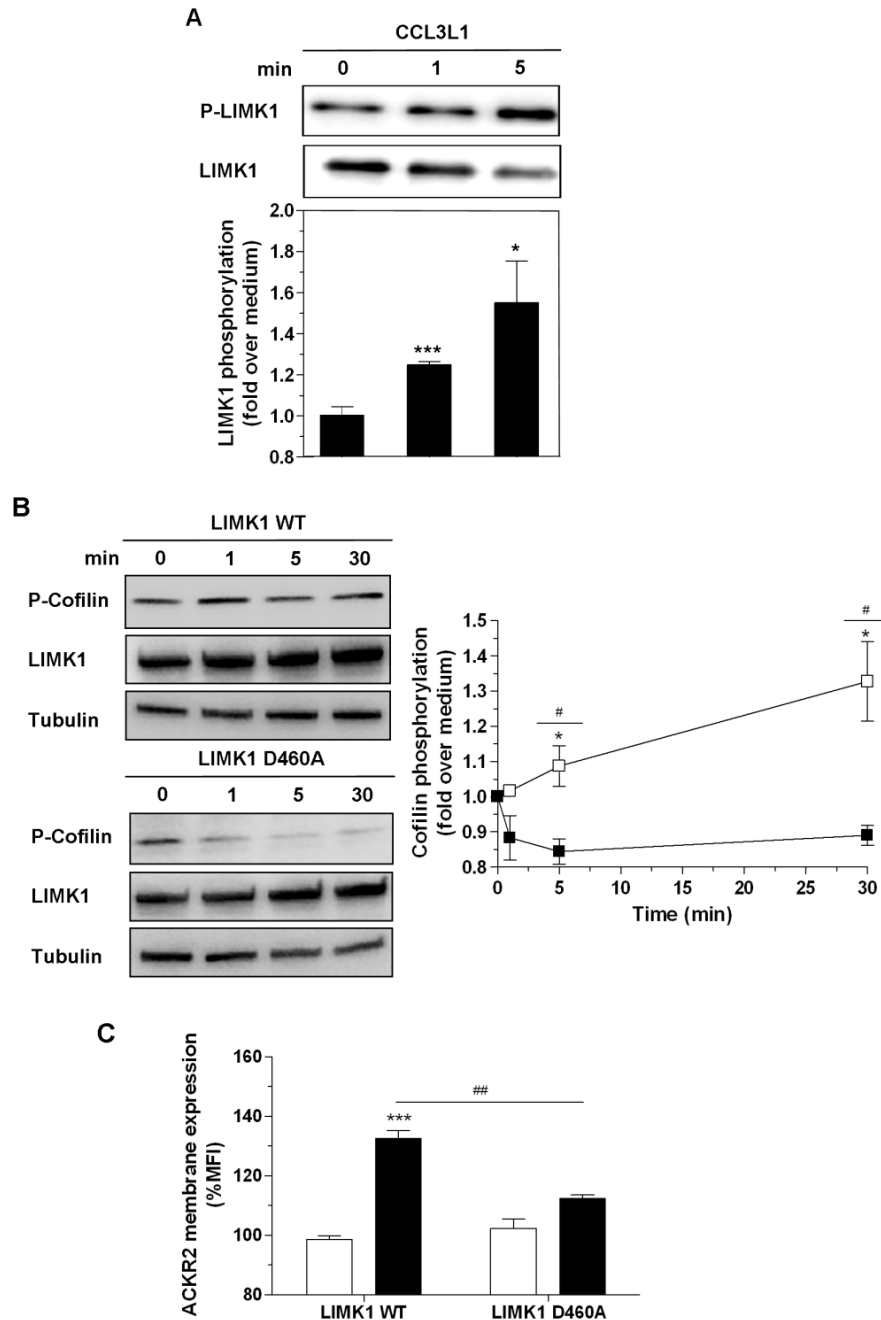 A
CCL3L1
min 0 1 5
P-LIMK1
LIMK1
LIMK1 phosphorylation
(fold over medium)
2.0
1.8
1.6
1.4
1.2
1.0
0.8
***
*
B
LIMK1 WT
min 0 1 5 30
P-Cofilin
LIMK1
Tubulin
LIMK1 D460A
0 1 5 30
P-Cofilin
LIMK1
Tubulin
Cofilin phosphorylation
(fold over medium)
1.5
1.4
1.3
1.2
1.1
1.0
0.9
0.8
#
*
#
*
0 5 10 15 20 25 30
Time (min)
C
ACKR2 membrane expression
(%MFI)
160
140
120
100
80
***
##
LIMK1 WT LIMK1 D460A